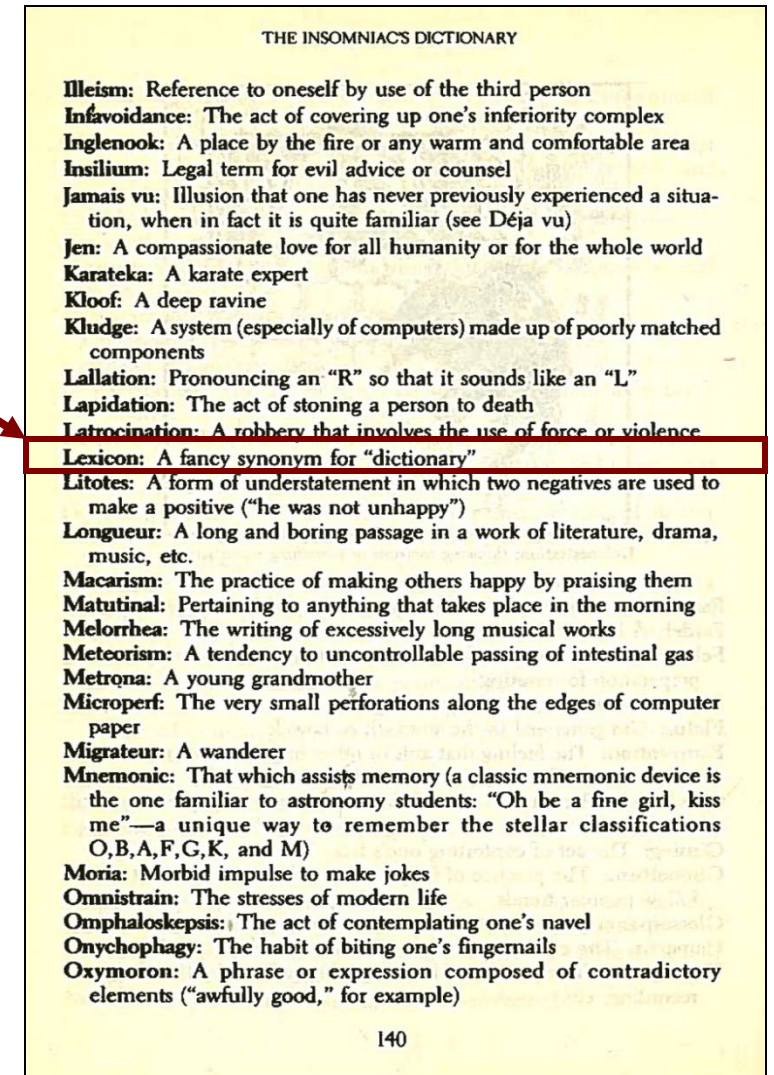 THE INSOMNIAC'S DICTIONARY
Illeism: Reference to oneself by use of the third person
Infavoidance: The act of covering up one's inferiority complex
Inglenook: A place by the fire or any warm and comfortable area
Insilium: Legal term for evil advice or counsel
Jamais vu: Illusion that one has never previously experienced a situa-
tion, when in fact it is quite familiar (see Déja vu)
Jen: A compassionate love for all humanity or for the whole world
Karateka: A karate expert
Kloof: A deep ravine
Kludge: A system (especially of computers) made up of poorly matched
components
Lallation: Pronouncing an “R” so that it sounds like an “L”
Lapidation: The act of stoning a person to death
Latrocination: A robbery that involves the use of force or violence
Lexicon: A fancy synonym for “dictionary”
Litotes: A form of understatement in which two negatives are used to
make a positive (“he was not unhappy”)
Longueur: A long and boring passage in a work of literature, drama,
music, etc.
Macarism: The practice of making others happy by praising them
Matutinal: Pertaining to anything that takes place in the morning
Melorrhea: The writing of excessively long musical works
Meteorism: A tendency to uncontrollable passing of intestinal gas
Metrona: A young grandmother
Microperf: The very small perforations along the edges of computer
paper
Migrateur: A wanderer
Mnemonic: That which assists memory (a classic mnemonic device is
the one familiar to astronomy students: “Oh be a fine girl, kiss
me”—a unique way to remember the stellar classifications
O,B,A,F,G,K, and M)
Moria: Morbid impulse to make jokes
Omnistrain: The stresses of modern life
Omphaloskepsis: The act of contemplating one's navel
Onychophagy: The habit of biting one's fingernails
Oxymoron: A phrase or expression composed of contradictory
elements (“awfully good,” for example)
140